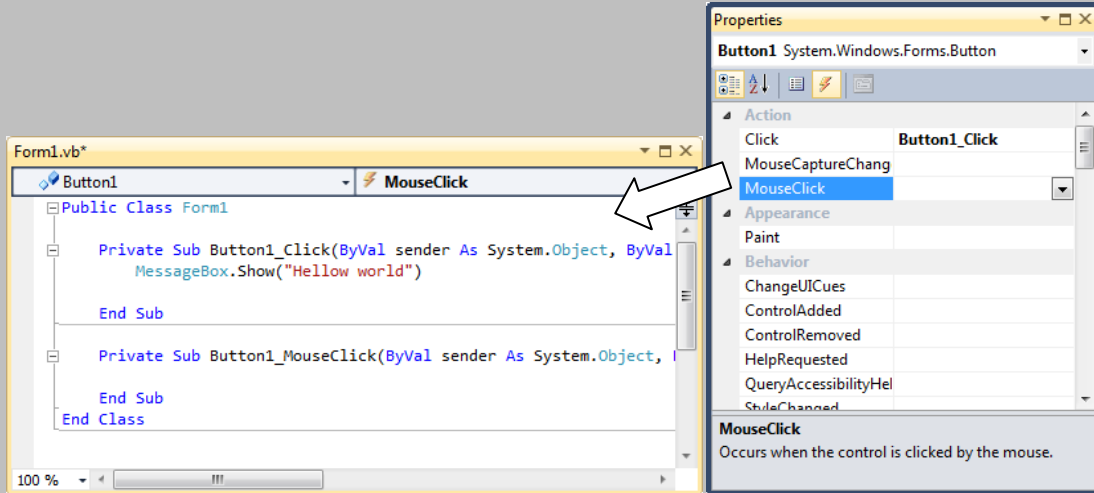 Properties
Button1 System.Windows.Forms.Button
Action
Click Button1_Click
MouseCaptureChang
MouseClick
Appearance
Paint
Behavior
ChangeUICues
ControlAdded
ControlRemoved
HelpRequested
QueryAccessibilityHel
StyleChanged
MouseClick
Occurs when the control is clicked by the mouse.
Form1.vb*
Button1 MouseClick
Public Class Form1
Private Sub Button1_Click(ByVal sender As System.Object, ByVal
MessageBox.Show("Hellow world")
End Sub
Private Sub Button1_MouseClick(ByVal sender As System.Object,
End Sub
End Class
100 %